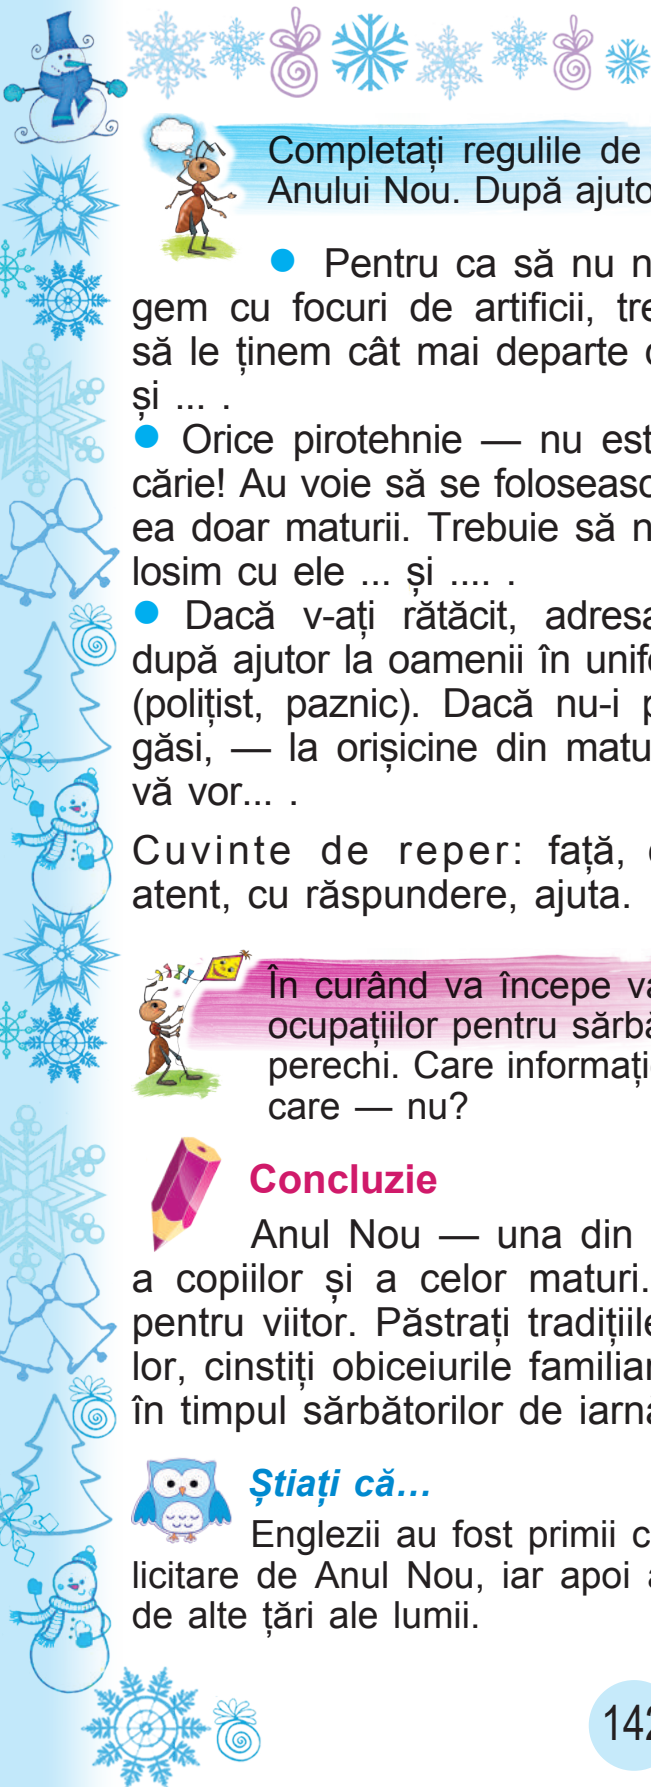 Completați regulile de
Anului Nou. După ajuto
● Pentru ca să nu n
gem cu focuri de artificii, tre
să le ținem cât mai departe
și ... .
● Orice pirotehnie — nu est
cărie! Au voie să se foloseasc
ea doar maturii. Trebuie să n
losim cu ele ... și .... .
● Dacă v-ați rătăcit, adresa
după ajutor la oamenii în unif
(polițist, paznic). Dacă nu-i p
găsi, — la orișicine din matu
vă vor... .
Cuvinte de reper: față,
atent, cu răspundere, ajuta.
În curând va începe va
ocupațiilor pentru sărb
perechi. Care informați
care — nu?
Concluzie
Anul Nou — una din
a copiilor și a celor maturi.
pentru viitor. Păstrați tradițiile
lor, cinstiți obiceiurile familiar
în timpul sărbătorilor de iarnă
Știați că...
Englezii au fost primii c
licitare de Anul Nou, iar apoi a
de alte țări ale lumii.
142